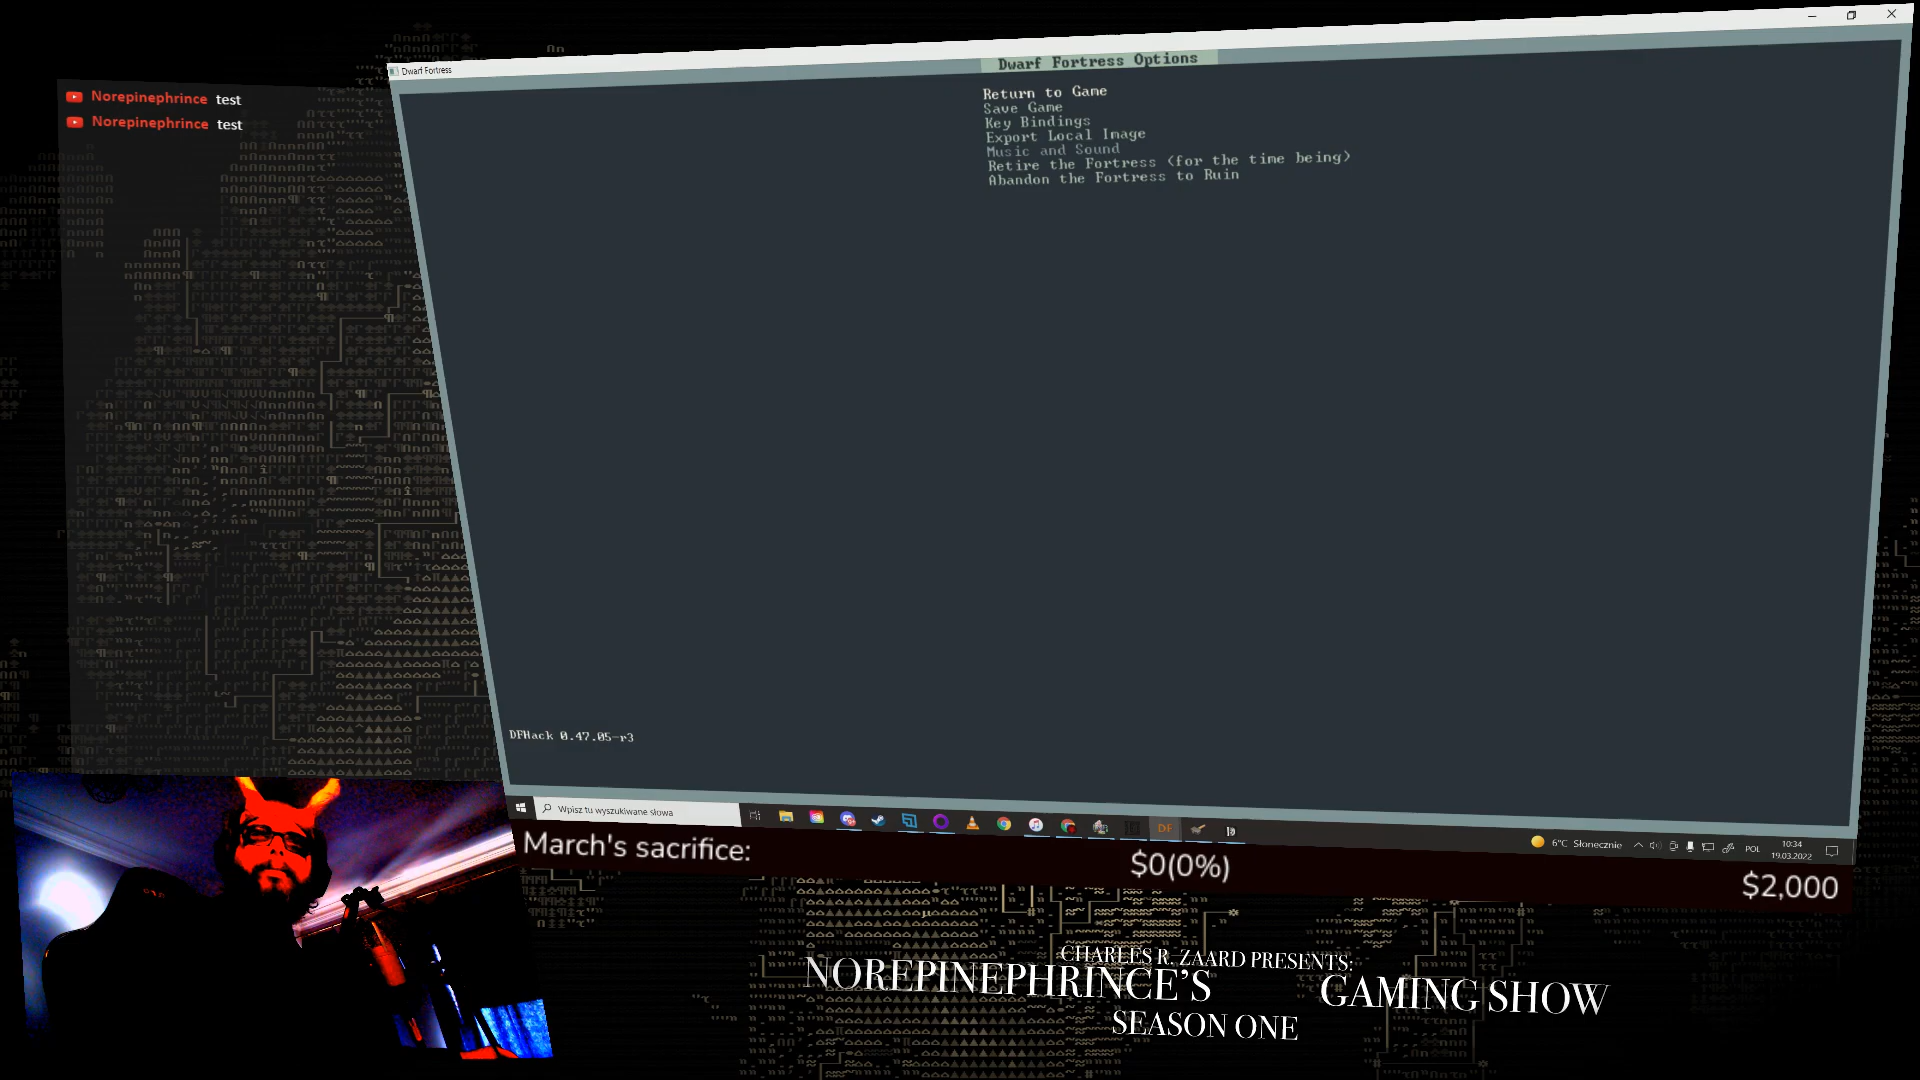 Norepinephrince test
Norepinephrince test
Dwarf Fortress
Dwarf Fortress Options
Return to Game
Save Game
Key Bindings
Export Local Image
Music and Sound
Retire the Fortress (for the time being)
Abandon the Fortress to Ruin
DFHack 0.47.05-r3
Wpisz tu wyszukiwane słowa
DF
6°C Słonecznie
POL
10:34
19.03.2022
March's sacrifice:
$0(0%)
$2,000
CHARLES R. ZAARD PRESENTS:
NOREPINEPHRINCE'S GAMING SHOW
SEASON ONE